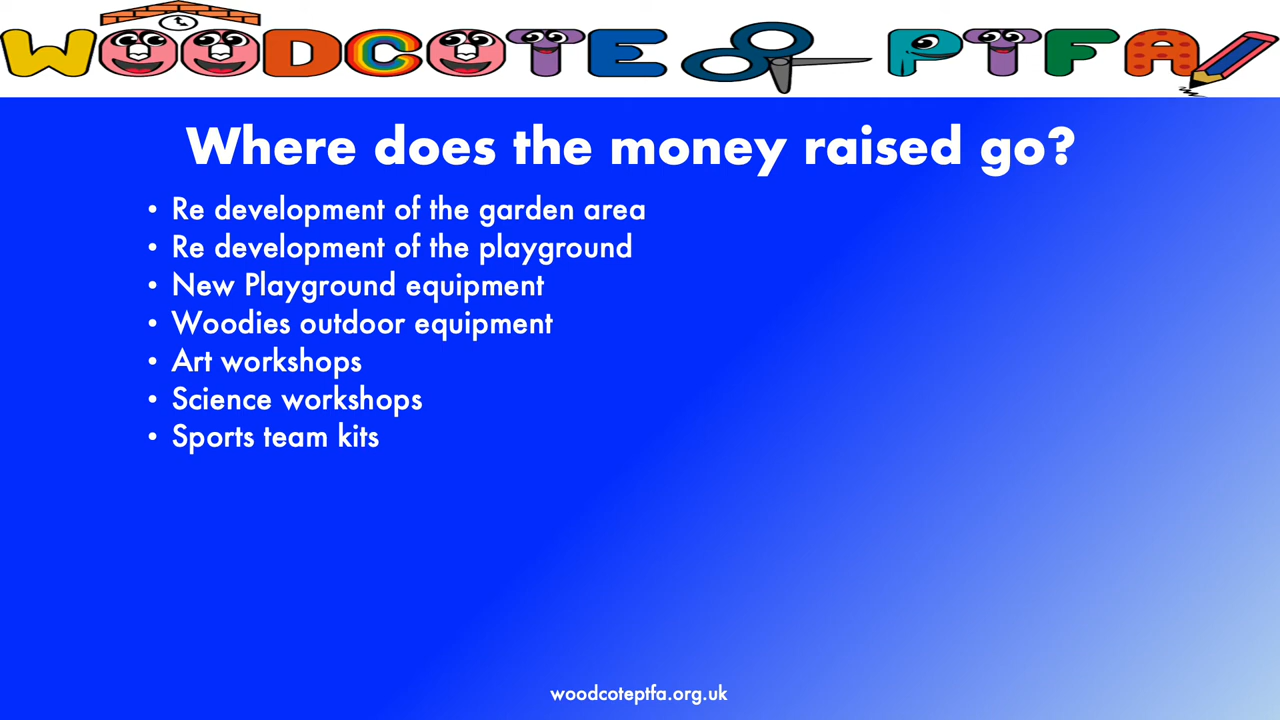 WOODCOTE PTFA
Where does the money raised go?
• Re development of the garden area
• Re development of the playground
• New Playground equipment
• Woodies outdoor equipment
• Art workshops
• Science workshops
• Sports team kits
woodcoteptfa.org.uk